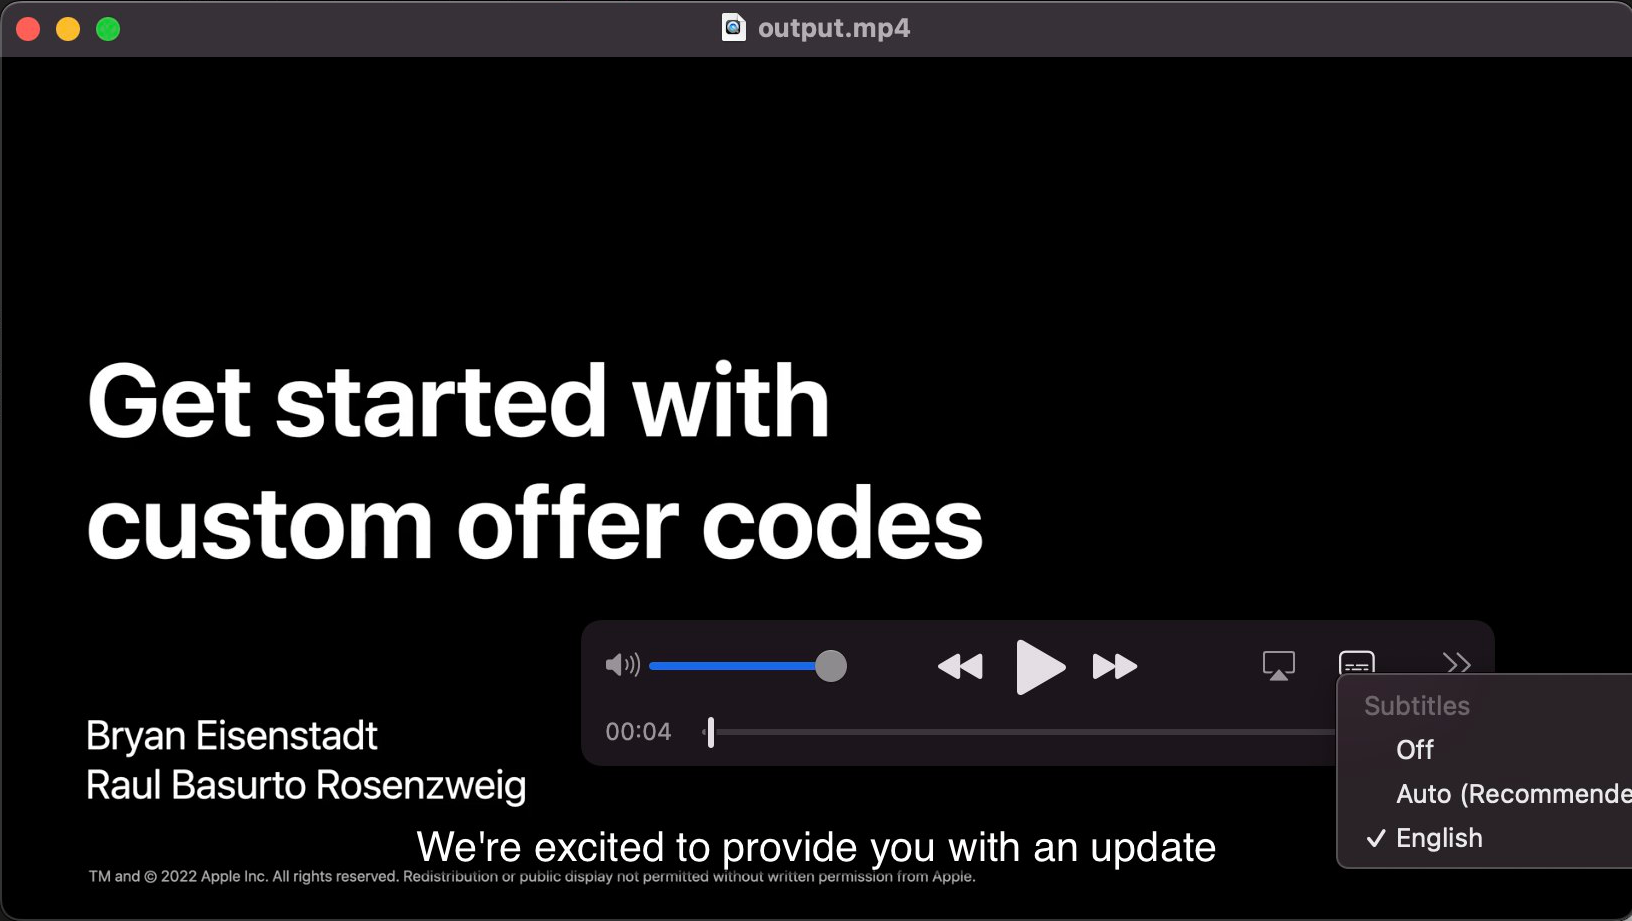 output.mp4
Get started with
custom offer codes
00:04
Subtitles
Off
Auto (Recommende
✓ English
Bryan Eisenstadt
Raul Basurto Rosenzweig
We're excited to provide you with an update
TM and © 2022 Apple Inc. All rights reserved. Redistribution or public display not permitted without written permission from Apple.